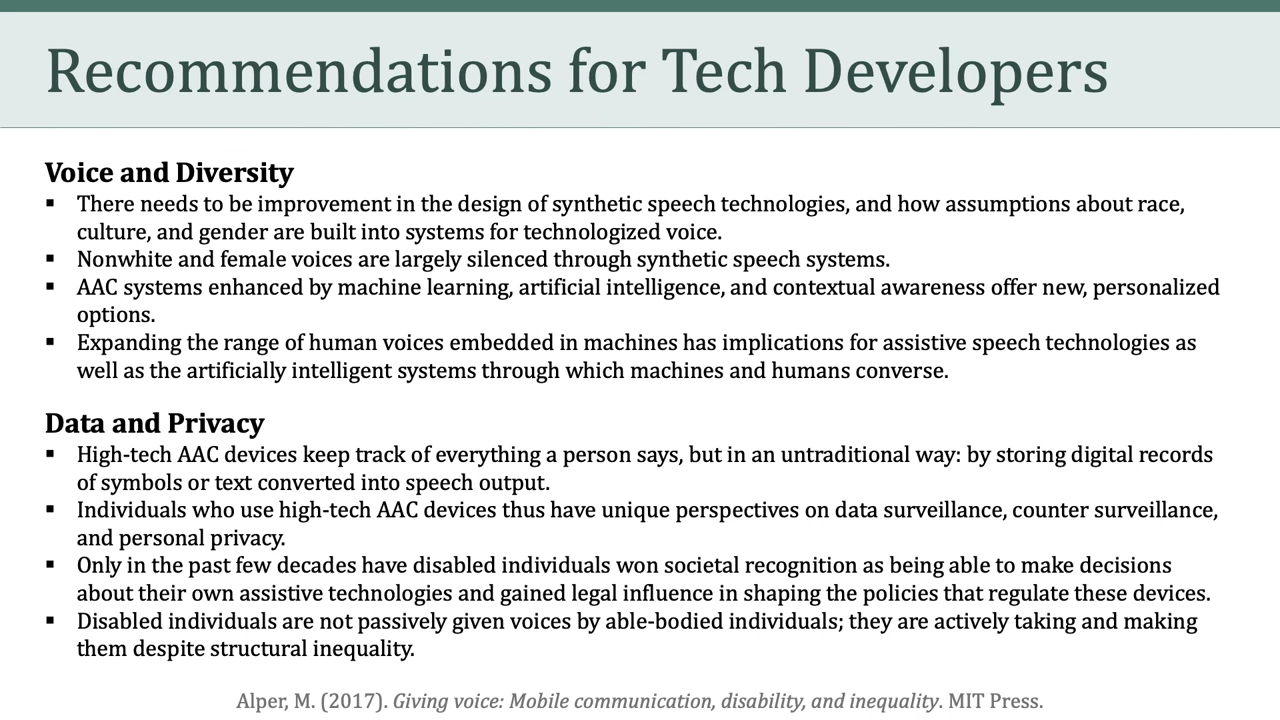 Recommendations for Tech Developers
Voice and Diversity
▪ There needs to be improvement in the design of synthetic speech technologies, and how assumptions about race,
culture, and gender are built into systems for technologized voice.
▪ Nonwhite and female voices are largely silenced through synthetic speech systems.
▪ AAC systems enhanced by machine learning, artificial intelligence, and contextual awareness offer new, personalized
options.
▪ Expanding the range of human voices embedded in machines has implications for assistive speech technologies as
well as the artificially intelligent systems through which machines and humans converse.
Data and Privacy
▪ High-tech AAC devices keep track of everything a person says, but in an untraditional way: by storing digital records
of symbols or text converted into speech output.
▪ Individuals who use high-tech AAC devices thus have unique perspectives on data surveillance, counter surveillance,
and personal privacy.
▪ Only in the past few decades have disabled individuals won societal recognition as being able to make decisions
about their own assistive technologies and gained legal influence in shaping the policies that regulate these devices.
▪ Disabled individuals are not passively given voices by able-bodied individuals; they are actively taking and making
them despite structural inequality.
Alper, M. (2017). Giving voice: Mobile communication, disability, and inequality. MIT Press.